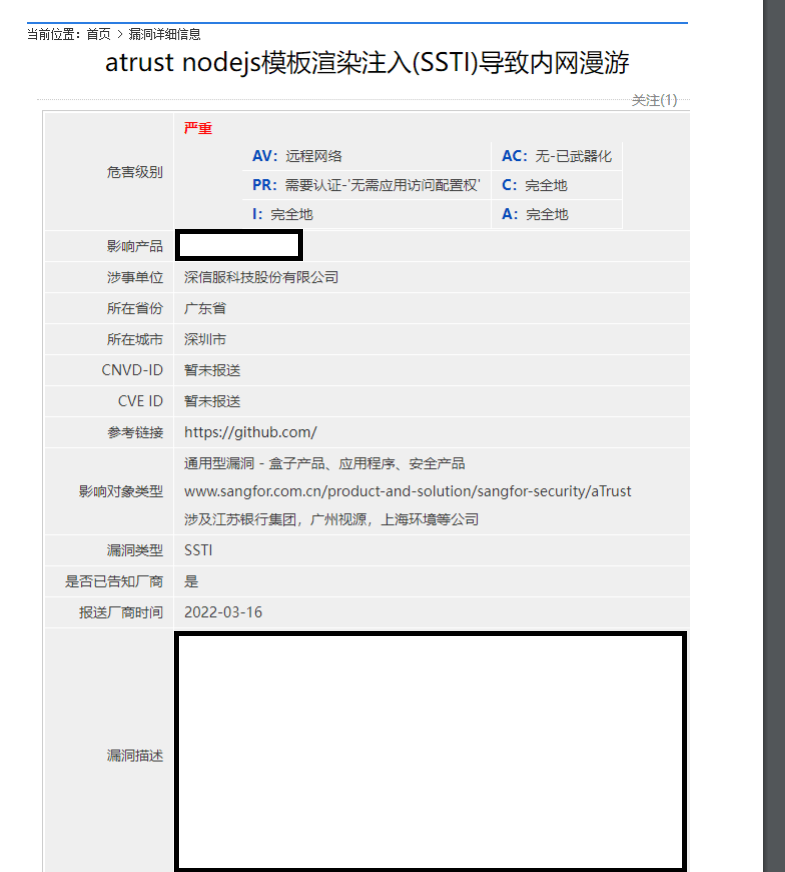 当前位置：首页 > 漏洞详细信息
atrust nodejs模板渲染注入(SSTI)导致内网漫游
关注(1)
危害级别
严重
AV：远程网络 AC：无-已武器化
PR：需要认证-'无需应用访问配置权' C：完全地
I：完全地 A：完全地
影响产品
涉事单位 深信服科技股份有限公司
所在省份 广东省
所在城市 深圳市
CNVD-ID 暂未报送
CVE ID 暂未报送
参考链接 https://github.com/
影响对象类型
通用型漏洞 - 盒子产品、应用程序、安全产品
www.sangfor.com.cn/product-and-solution/sangfor-security/aTrust
涉及江苏银行集团，广州视源，上海环境等公司
漏洞类型 SSTI
是否已告知厂商 是
报送厂商时间 2022-03-16
漏洞描述